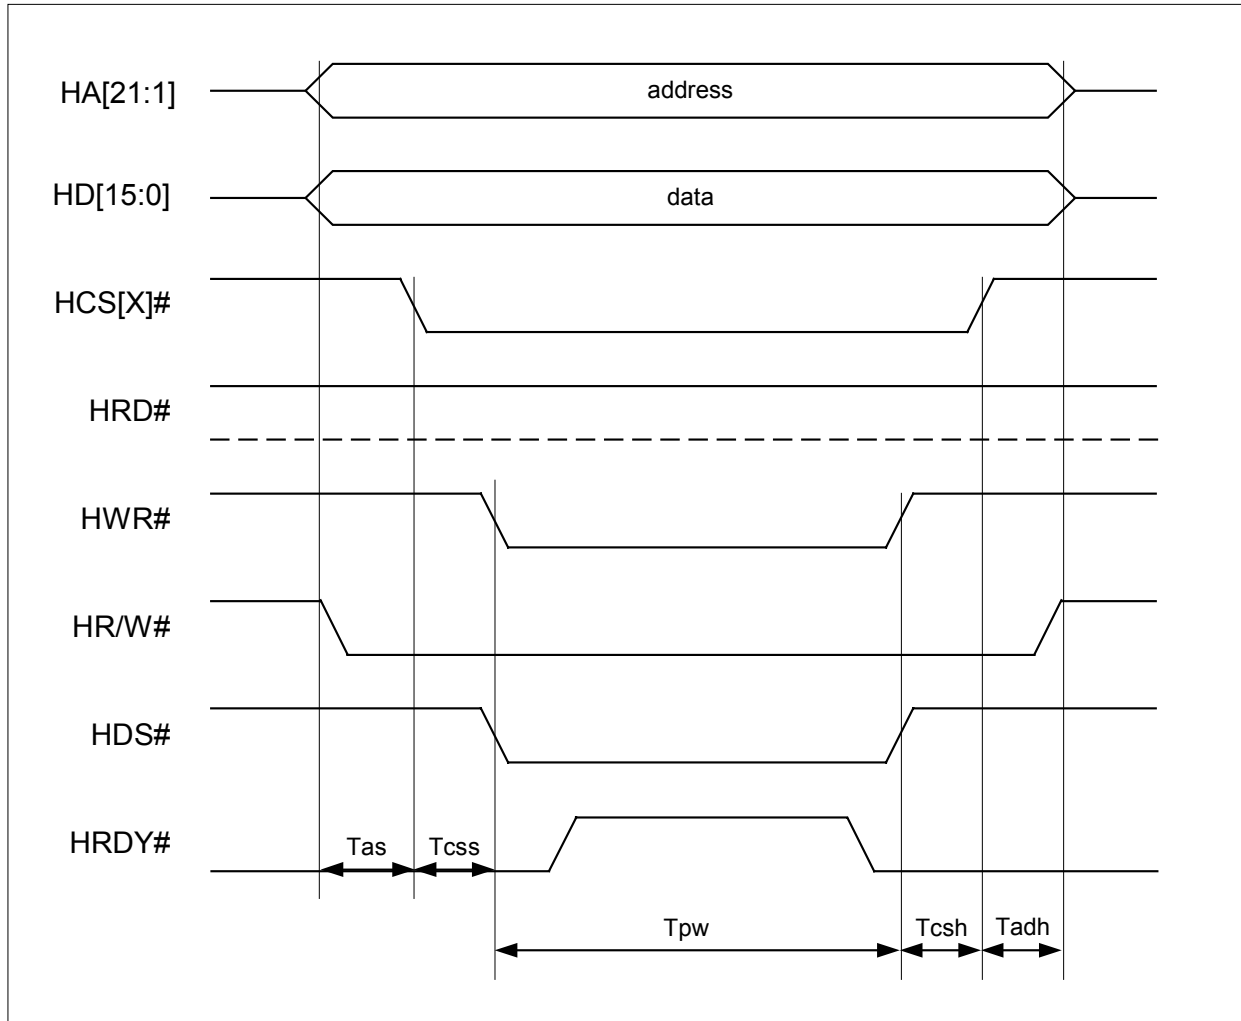 HA[21:1]
address
HD[15:0]
data
HCS[X]#
HRD#
HWR#
HR/W#
HDS#
HRDY#
Tas
Tcss
Tpw
Tcsh
Tadh